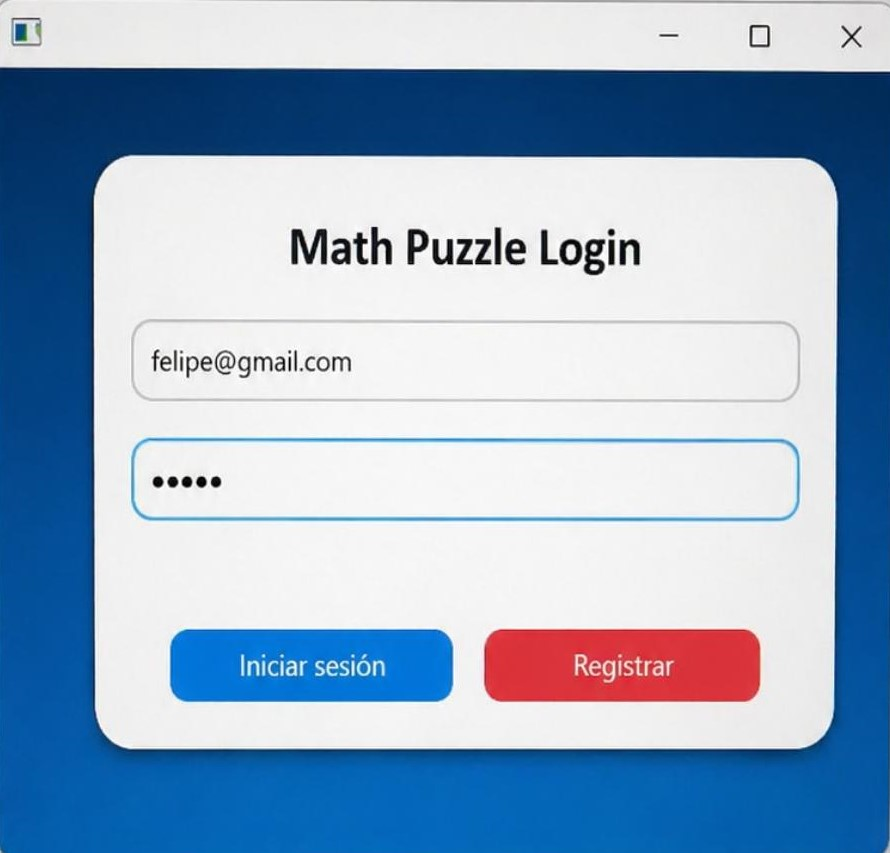 Math Puzzle Login
felipe@gmail.com
•••••
Iniciar sesión
Registrar